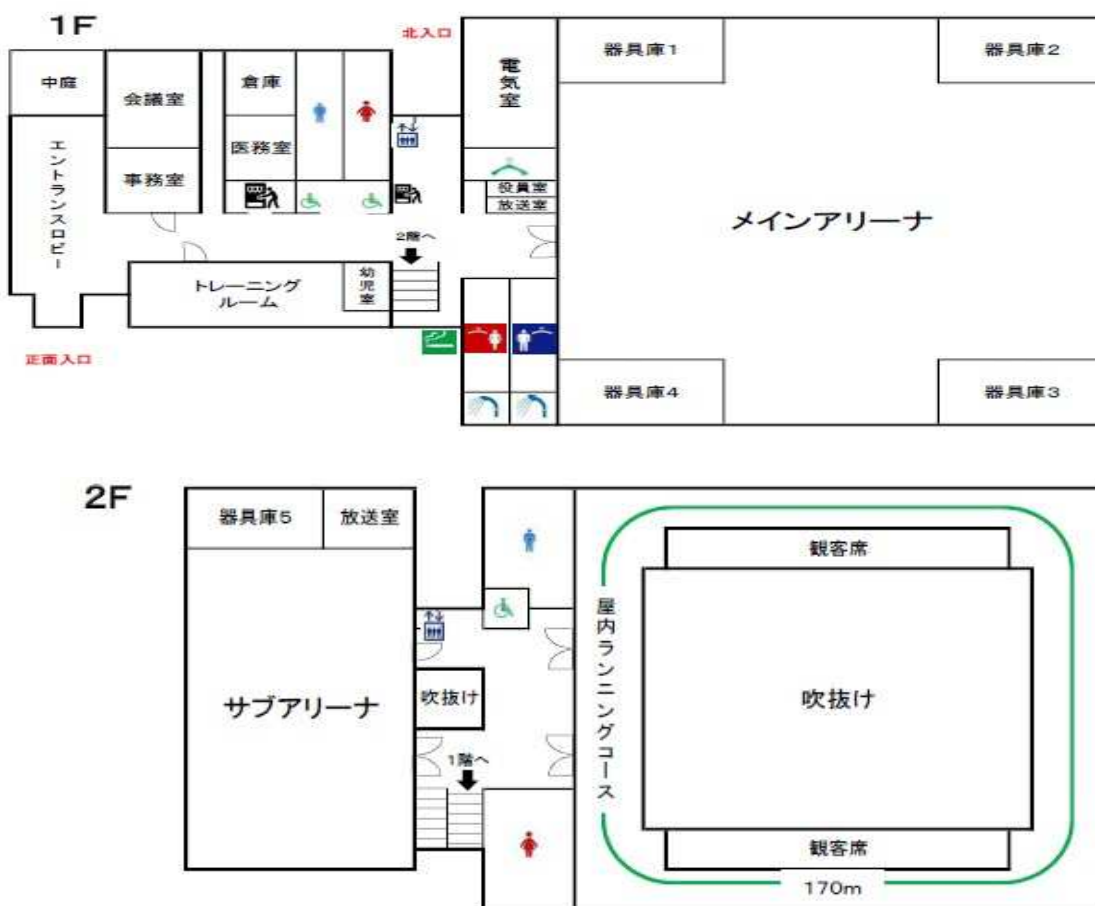 1F
北入口
中庭
会議室
倉庫
電気室
器具庫1
器具庫2
エントランスロビー
事務室
医務室
役員室
放送室
メインアリーナ
2階へ
トレーニング
ルーム
幼児室
正面入口
器具庫4
器具庫3
2F
器具庫5
放送室
観客席
屋内ランニングコース
サブアリーナ
吹抜け
吹抜け
1階へ
観客席
170m